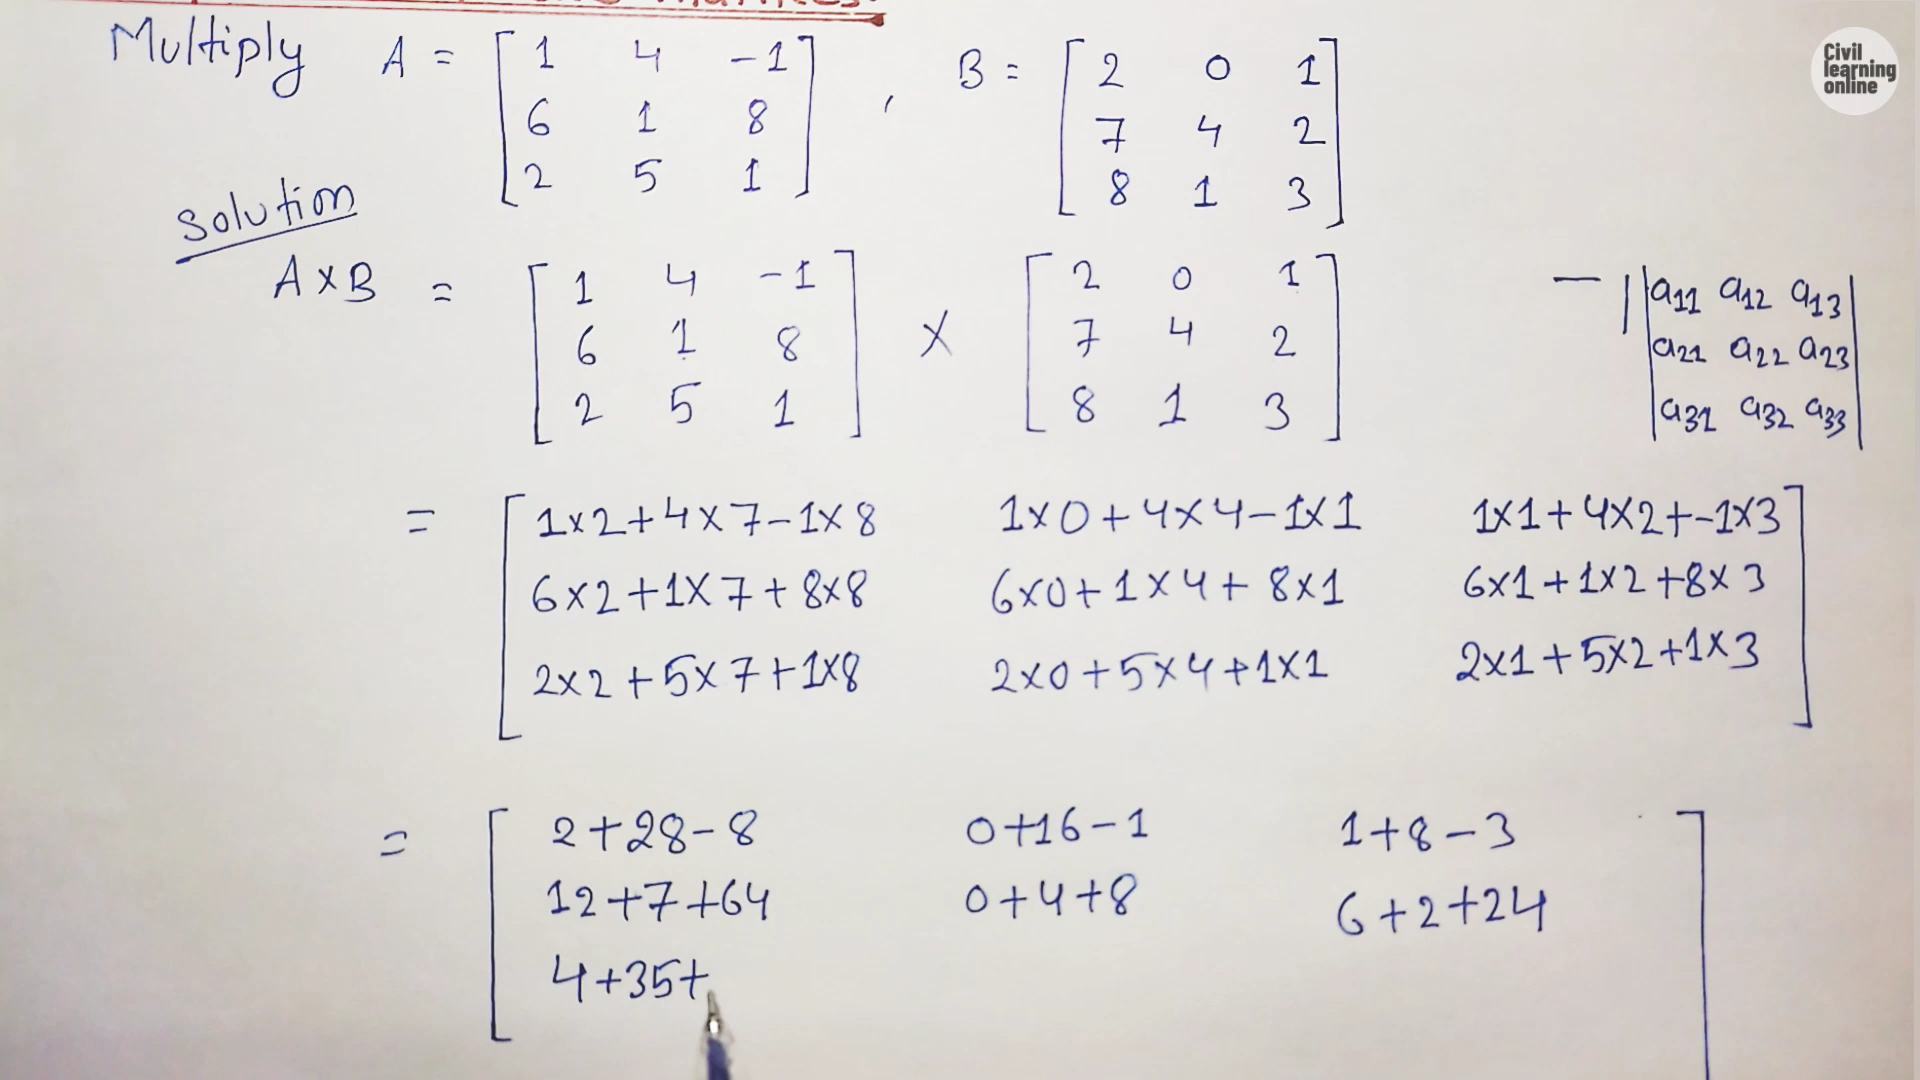 Multiply A = [ 1 4 -1 ] , B = [ 2 0 1 ]
6 1 8 7 4 2
2 5 1 8 1 3
Solution
A×B = [ 1 4 -1 ] × [ 2 0 1 ] — | a11 a12 a13 |
6 1 8 7 4 2 a21 a22 a23
2 5 1 8 1 3 a31 a32 a33
= [ 1×2+4×7-1×8 1×0+4×4-1×1 1×1+4×2+-1×3 ]
6×2+1×7+8×8 6×0+1×4+8×1 6×1+1×2+8×3
2×2+5×7+1×8 2×0+5×4+1×1 2×1+5×2+1×3
= [ 2+28-8 0+16-1 1+8-3 ]
12+7+64 0+4+8 6+2+24
4+35+
Civil
learning
online